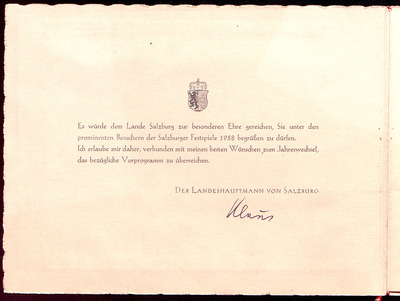 Es würde dem Lande Salzburg zur besonderen Ehre gereichen, Sie unter den
prominenten Besuchern der Salzburger Festspiele 1958 begrüßen zu dürfen.
Ich erlaube mir daher, verbunden mit meinen besten Wünschen zum Jahreswechsel,
das bezügliche Vorprogramm zu überreichen.
DER LANDESHAUPTMANN VON SALZBURG
Klaus